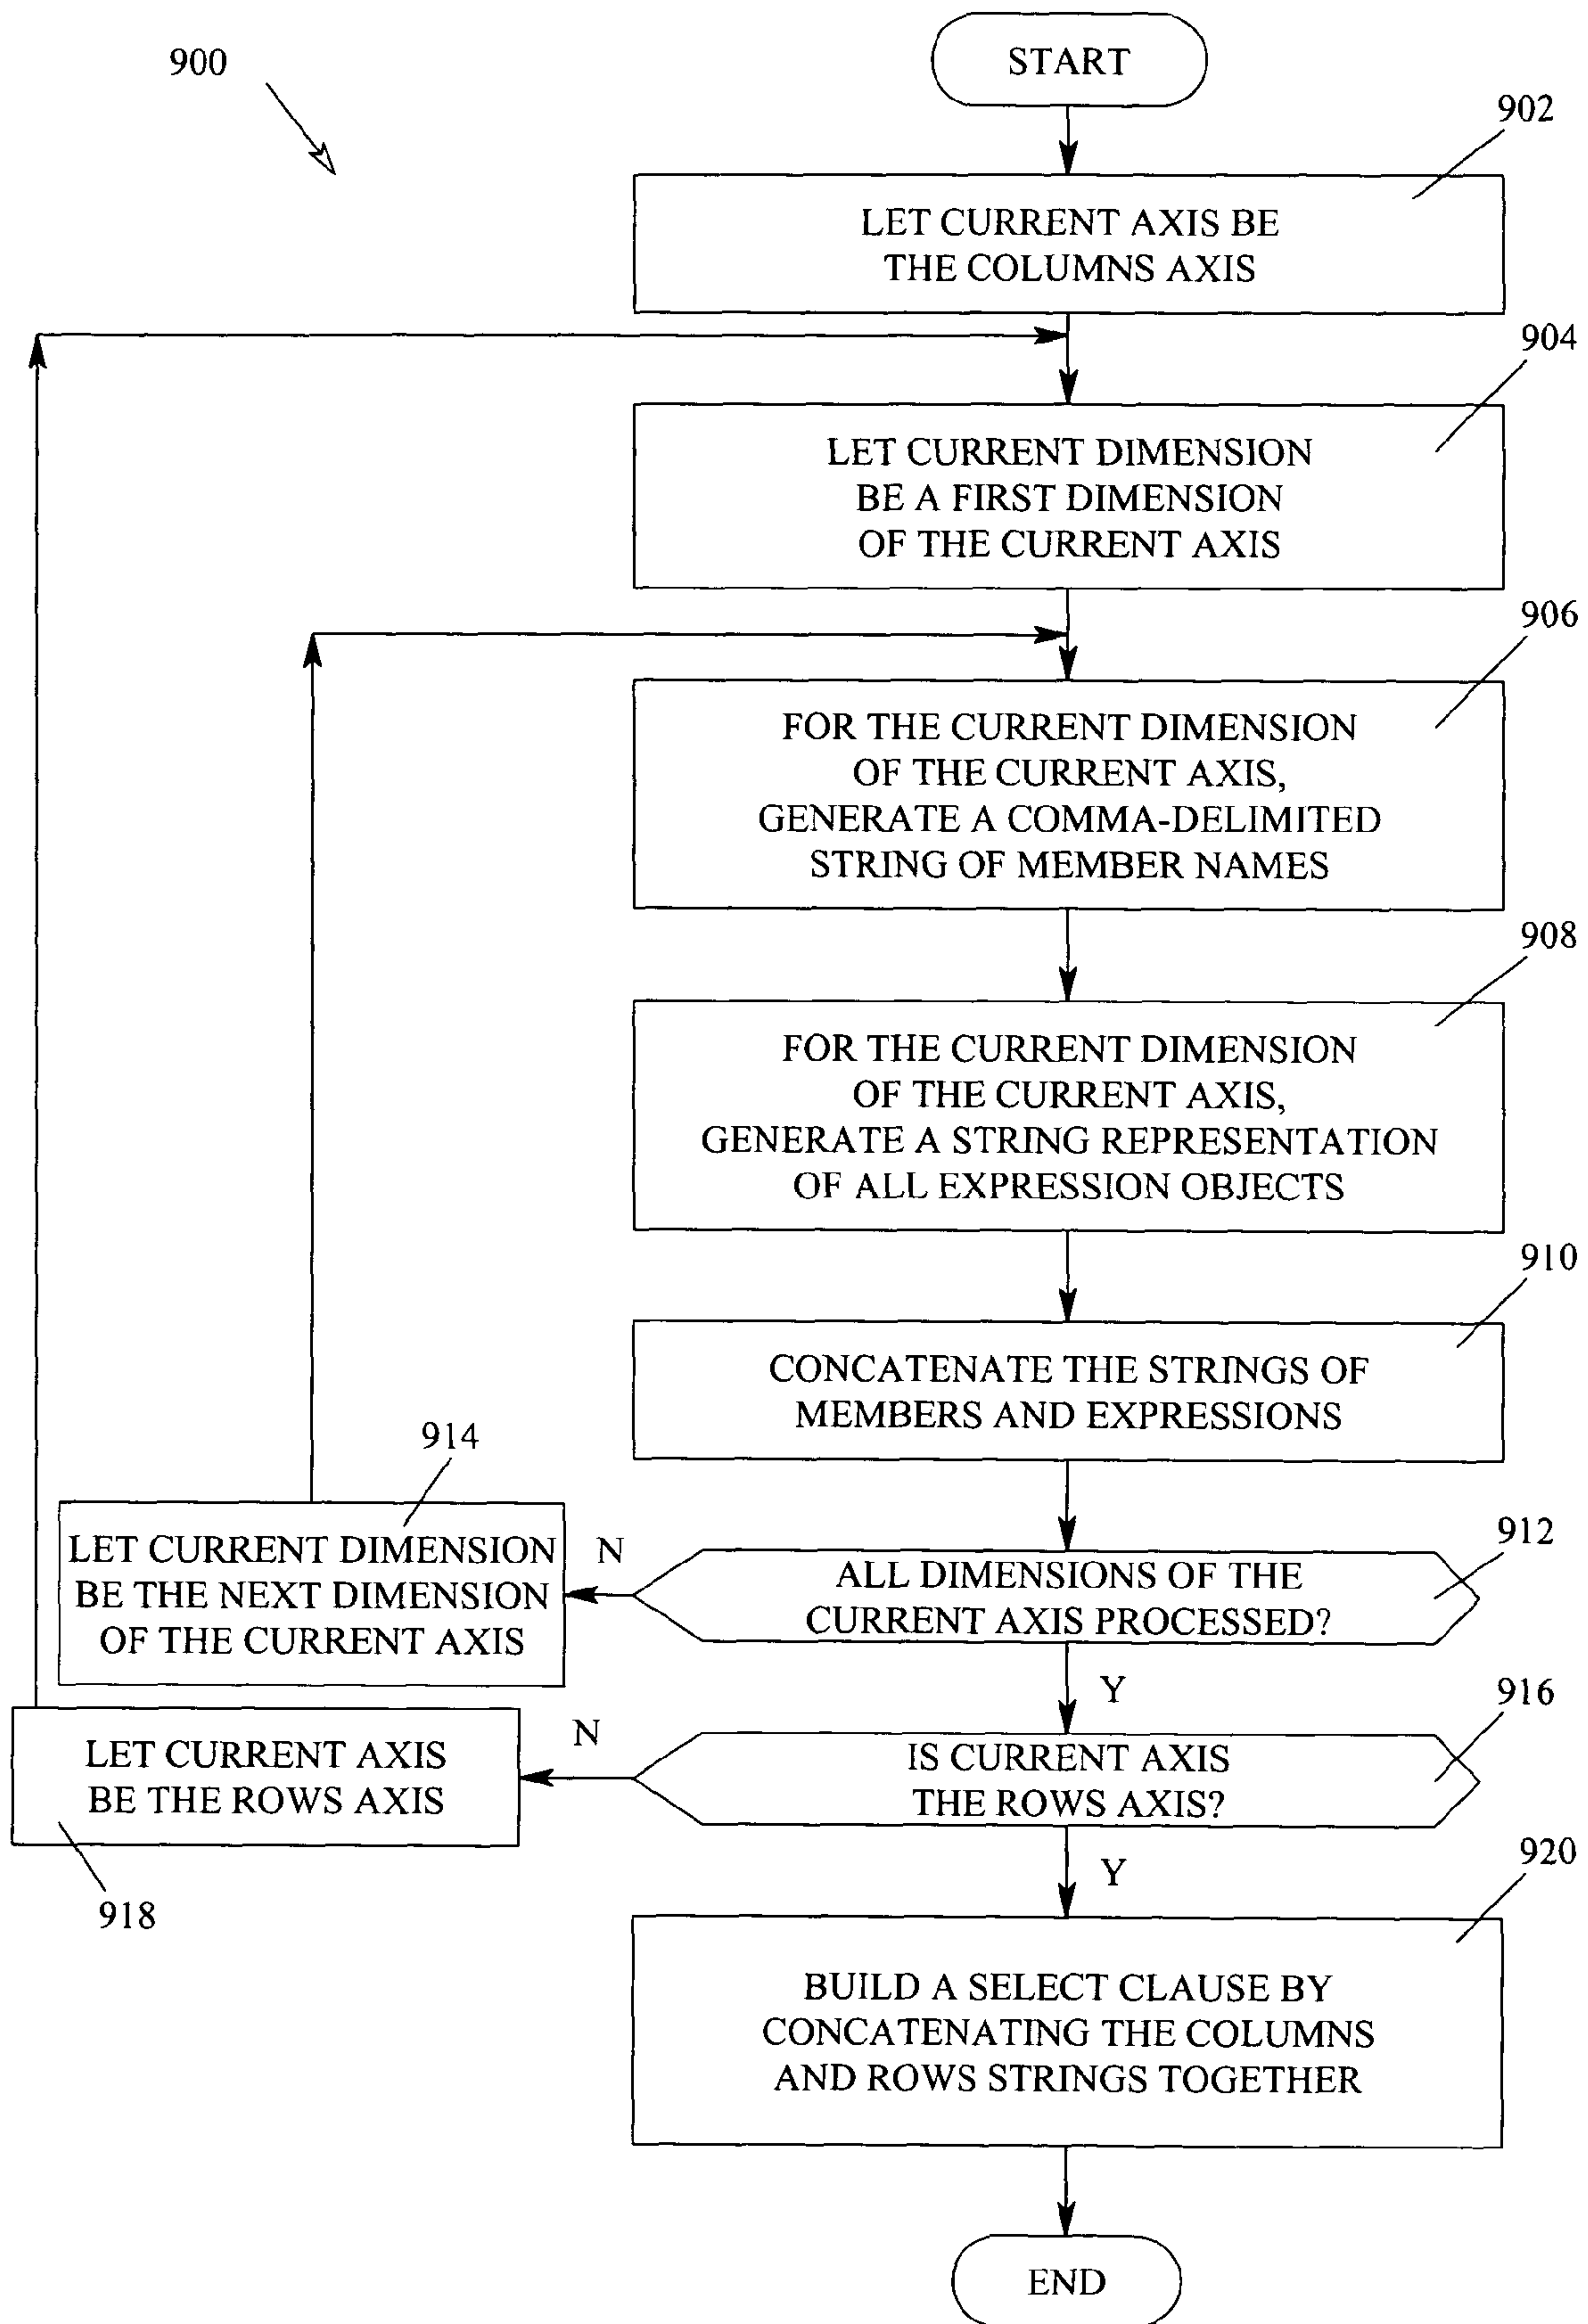 START
900
902
LET CURRENT AXIS BE
THE COLUMNS AXIS
904
LET CURRENT DIMENSION
BE A FIRST DIMENSION
OF THE CURRENT AXIS
906
FOR THE CURRENT DIMENSION
OF THE CURRENT AXIS,
GENERATE A COMMA-DELIMITED
STRING OF MEMBER NAMES
908
FOR THE CURRENT DIMENSION
OF THE CURRENT AXIS,
GENERATE A STRING REPRESENTATION
OF ALL EXPRESSION OBJECTS
910
CONCATENATE THE STRINGS OF
MEMBERS AND EXPRESSIONS
912
ALL DIMENSIONS OF THE
CURRENT AXIS PROCESSED?
N
914
LET CURRENT DIMENSION
BE THE NEXT DIMENSION
OF THE CURRENT AXIS
Y
916
IS CURRENT AXIS
THE ROWS AXIS?
N
LET CURRENT AXIS
BE THE ROWS AXIS
918
Y
920
BUILD A SELECT CLAUSE BY
CONCATENATING THE COLUMNS
AND ROWS STRINGS TOGETHER
END